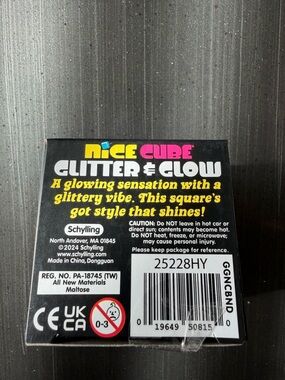 NICE CUBE
GLITTER & GLOW
A glowing sensation with a
glittery vibe. This square's
got style that shines!
Schylling
North Andover, MA 01845
©2024 Schylling
www.schylling.com
Made in China, Dongguan
CAUTION: Do NOT leave in hot car or
direct sun; contents may become hot.
Do NOT heat, freeze, or microwave;
may cause personal injury.
Please keep package for reference.
REG. NO. PA-18745 (TW)
All New Materials
Maltose
CE UK
CA
0-3
25228HY
0 19649 50815 0
GGNCBND